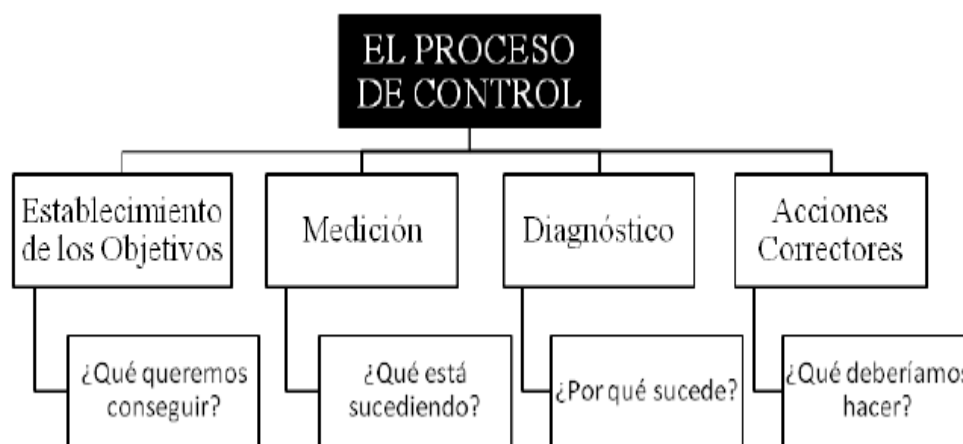 EL PROCESO
DE CONTROL
Establecimiento
de los Objetivos
Medición
Diagnóstico
Acciones
Correctores
¿Qué queremos
conseguir?
¿Qué está
sucediendo?
¿Por qué sucede?
¿Qué deberíamos
hacer?